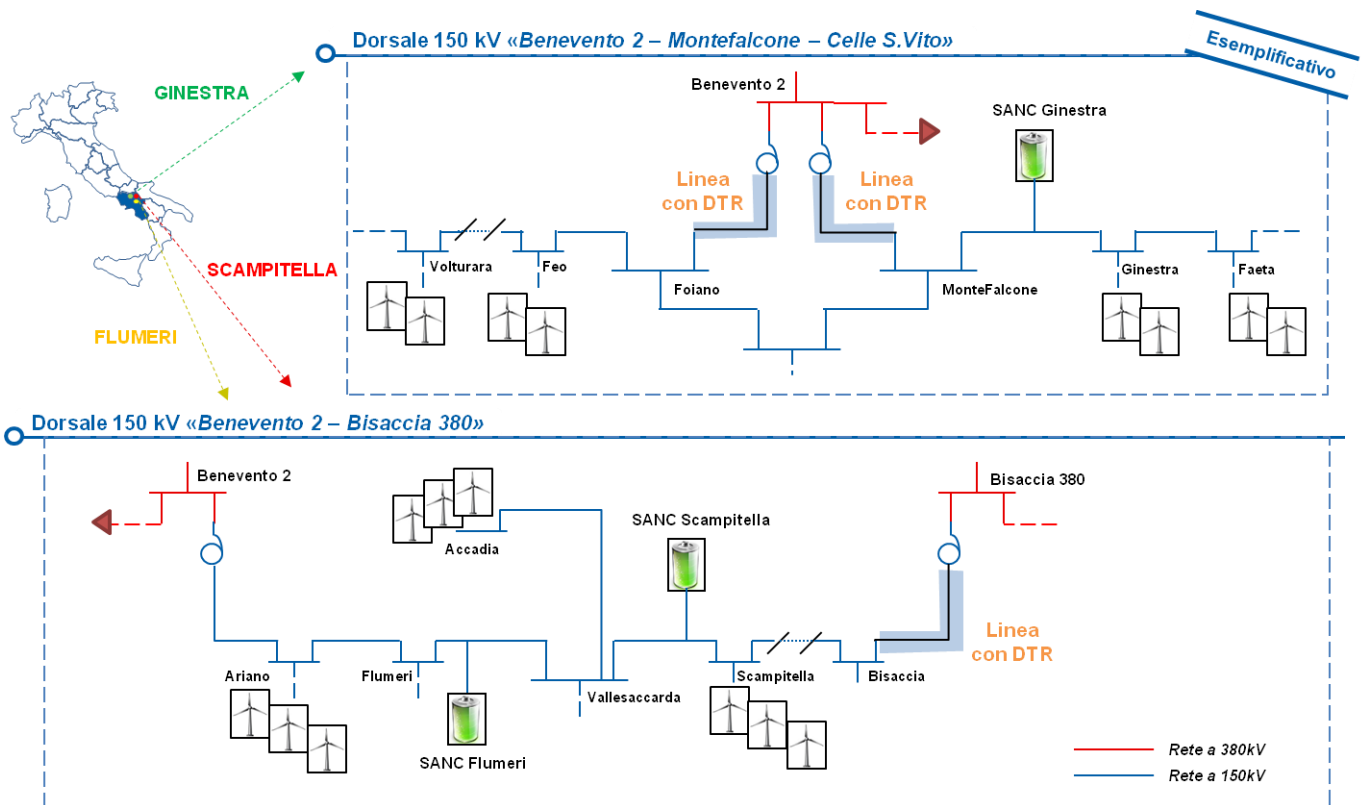 Dorsale 150 kV «Benevento 2 – Montefalcone – Celle S.Vito»
Esemplificativo
GINESTRA
SCAMPITELLA
FLUMERI
Benevento 2
SANC Ginestra
Linea
con DTR
Linea
con DTR
Volturara
Feo
Foiano
MonteFalcone
Ginestra
Faeta
Dorsale 150 kV «Benevento 2 – Bisaccia 380»
Benevento 2
Accadia
SANC Scampitella
Bisaccia 380
Linea
con DTR
Ariano
Flumeri
Vallesaccarda
Scampitella
Bisaccia
SANC Flumeri
Rete a 380kV
Rete a 150kV